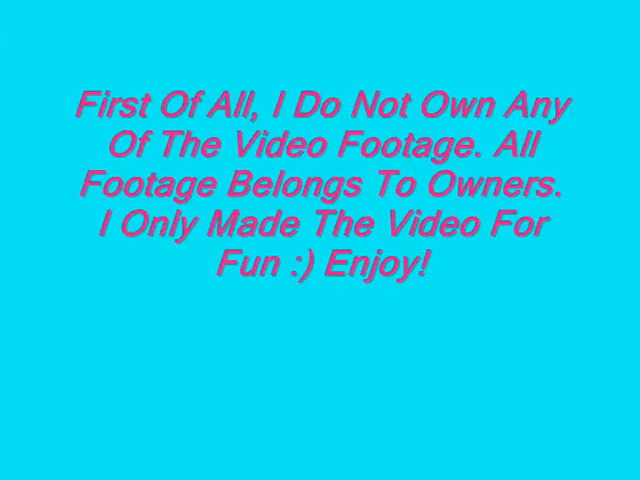 First Of All, I Do Not Own Any
Of The Video Footage. All
Footage Belongs To Owners.
I Only Made The Video For
Fun :) Enjoy!